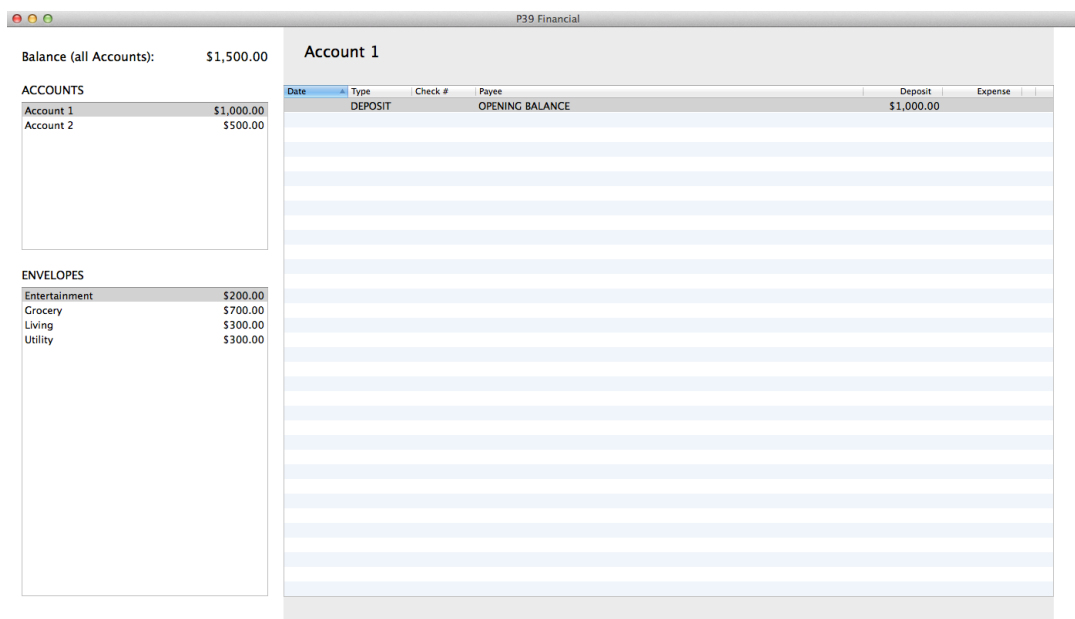 P39 Financial
Balance (all Accounts): $1,500.00
ACCOUNTS
Account 1 $1,000.00
Account 2 $500.00
ENVELOPES
Entertainment $200.00
Grocery $700.00
Living $300.00
Utility $300.00
Account 1
Date Type Check # Payee Deposit Expense
DEPOSIT OPENING BALANCE $1,000.00